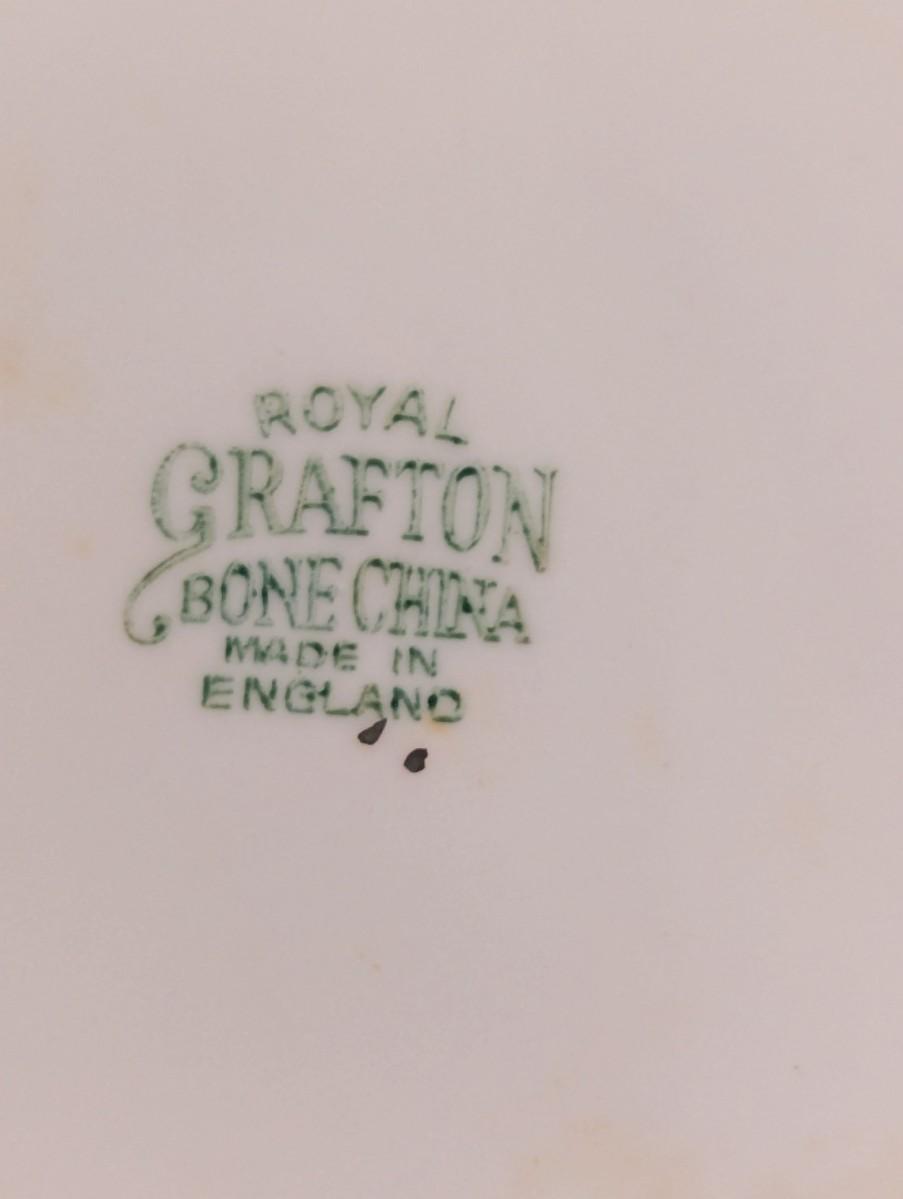 ROYAL
GRAFTON
BONE CHINA
MADE IN
ENGLAND